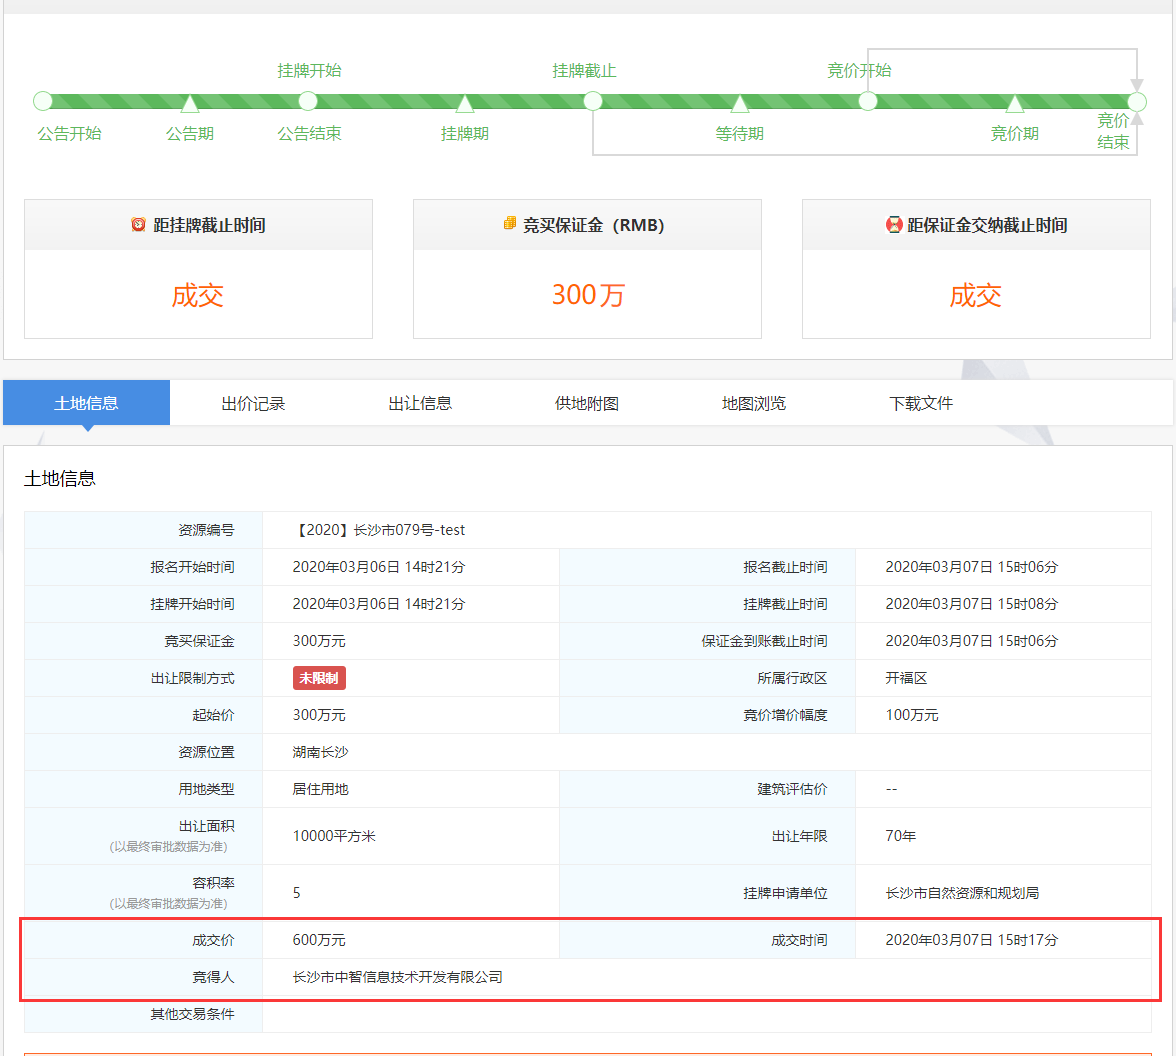 挂牌开始 挂牌截止 竞价开始
公告开始 公告期 公告结束 挂牌期 等待期 竞价期 竞价结束
距挂牌截止时间 竞买保证金（RMB） 距保证金交纳截止时间
成交 300万 成交
土地信息 出价记录 出让信息 供地附图 地图浏览 下载文件
土地信息
资源编号 【2020】长沙市079号-test
报名开始时间 2020年03月06日 14时21分 报名截止时间 2020年03月07日 15时06分
挂牌开始时间 2020年03月06日 14时21分 挂牌截止时间 2020年03月07日 15时08分
竞买保证金 300万元 保证金到账截止时间 2020年03月07日 15时06分
出让限制方式 未限制 所属行政区 开福区
起始价 300万元 竞价增价幅度 100万元
资源位置 湖南长沙
用地类型 居住用地 建筑评估价 --
出让面积
(以最终审批数据为准) 10000平方米 出让年限 70年
容积率
(以最终审批数据为准) 5 挂牌申请单位 长沙市自然资源和规划局
成交价 600万元 成交时间 2020年03月07日 15时17分
竞得人 长沙市中智信息技术开发有限公司
其他交易条件